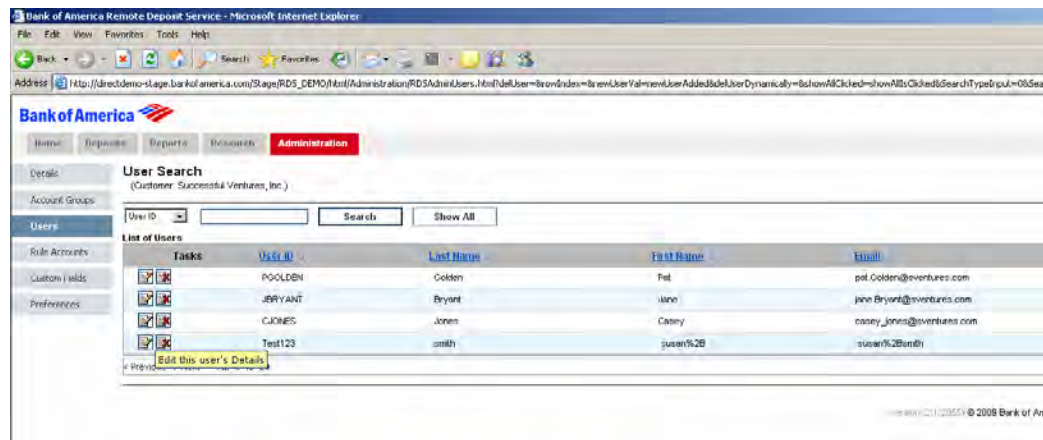 Bank of America Remote Deposit Service - Microsoft Internet Explorer
File Edit View Favorites Tools Help
Back Search Favorites
Address http://directdemo-stage.bankofamerica.com/Stage/RDS_DEMO/html/Administration/RDSAdminUsers.html?delUser=&rowIndex=&newUserVal=newUserAdded&delUserDynamically=&showAllClicked=showAllIsClicked&SearchTypeInput=0&Sea
Bank of America
Home Deposits Reports Research Administration
Details
Account Groups
Users
Rule Accounts
Custom Fields
Preferences
User Search
(Customer: Successful Ventures, Inc.)
User ID Search Show All
List of Users
Tasks User ID Last Name First Name Email
PGOLDEN Golden Pat pat.Golden@sventures.com
JBRYANT Bryant Jane jane.Bryant@sventures.com
CJONES Jones Casey casey_jones@sventures.com
Test123 smith susan%2B susan%2Bsmith
Edit this user's Details
© 2008 Bank of Am